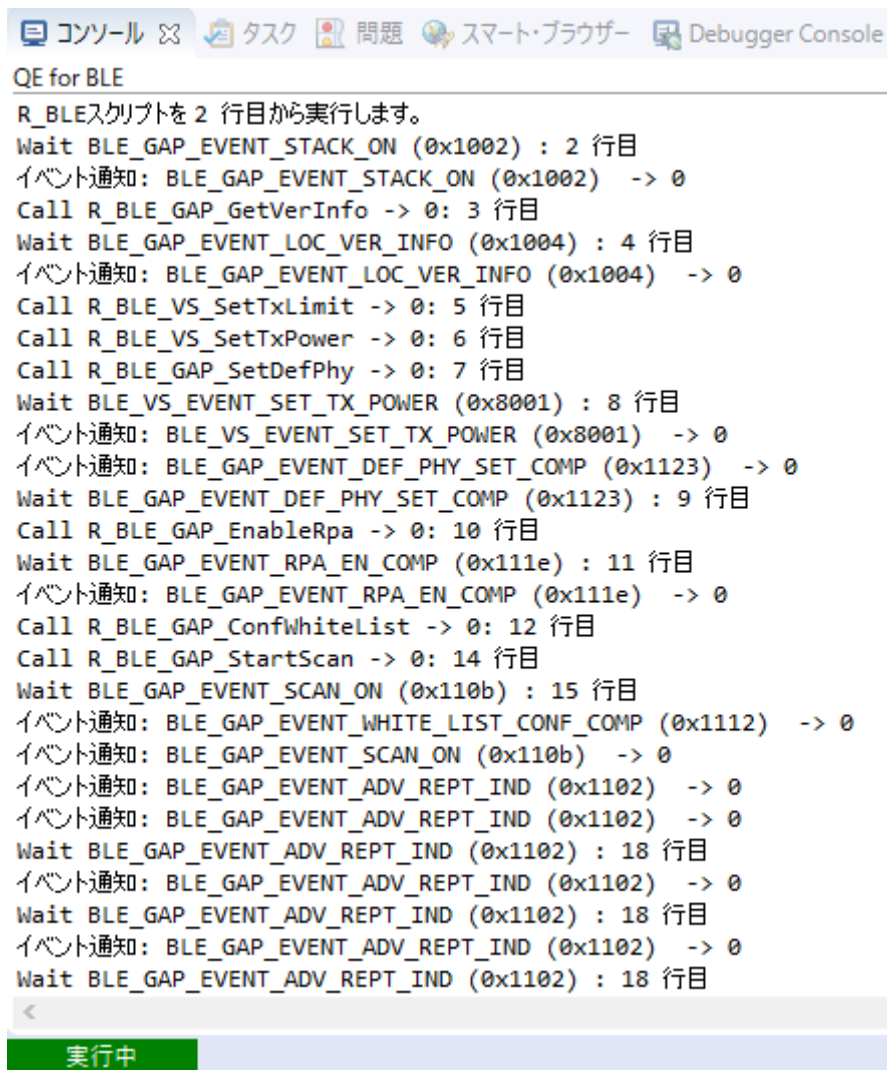 コンソール タスク 問題 スマート・ブラウザー Debugger Console
QE for BLE
R_BLEスクリプトを 2 行目から実行します。
Wait BLE_GAP_EVENT_STACK_ON (0x1002) : 2 行目
イベント通知: BLE_GAP_EVENT_STACK_ON (0x1002)  -> 0
Call R_BLE_GAP_GetVerInfo -> 0: 3 行目
Wait BLE_GAP_EVENT_LOC_VER_INFO (0x1004) : 4 行目
イベント通知: BLE_GAP_EVENT_LOC_VER_INFO (0x1004)  -> 0
Call R_BLE_VS_SetTxLimit -> 0: 5 行目
Call R_BLE_VS_SetTxPower -> 0: 6 行目
Call R_BLE_GAP_SetDefPhy -> 0: 7 行目
Wait BLE_VS_EVENT_SET_TX_POWER (0x8001) : 8 行目
イベント通知: BLE_VS_EVENT_SET_TX_POWER (0x8001)  -> 0
イベント通知: BLE_GAP_EVENT_DEF_PHY_SET_COMP (0x1123)  -> 0
Wait BLE_GAP_EVENT_DEF_PHY_SET_COMP (0x1123) : 9 行目
Call R_BLE_GAP_EnableRpa -> 0: 10 行目
Wait BLE_GAP_EVENT_RPA_EN_COMP (0x111e) : 11 行目
イベント通知: BLE_GAP_EVENT_RPA_EN_COMP (0x111e)  -> 0
Call R_BLE_GAP_ConfWhiteList -> 0: 12 行目
Call R_BLE_GAP_StartScan -> 0: 14 行目
Wait BLE_GAP_EVENT_SCAN_ON (0x110b) : 15 行目
イベント通知: BLE_GAP_EVENT_WHITE_LIST_CONF_COMP (0x1112)  -> 0
イベント通知: BLE_GAP_EVENT_SCAN_ON (0x110b)  -> 0
イベント通知: BLE_GAP_EVENT_ADV_REPT_IND (0x1102)  -> 0
イベント通知: BLE_GAP_EVENT_ADV_REPT_IND (0x1102)  -> 0
Wait BLE_GAP_EVENT_ADV_REPT_IND (0x1102) : 18 行目
イベント通知: BLE_GAP_EVENT_ADV_REPT_IND (0x1102)  -> 0
Wait BLE_GAP_EVENT_ADV_REPT_IND (0x1102) : 18 行目
イベント通知: BLE_GAP_EVENT_ADV_REPT_IND (0x1102)  -> 0
Wait BLE_GAP_EVENT_ADV_REPT_IND (0x1102) : 18 行目
実行中